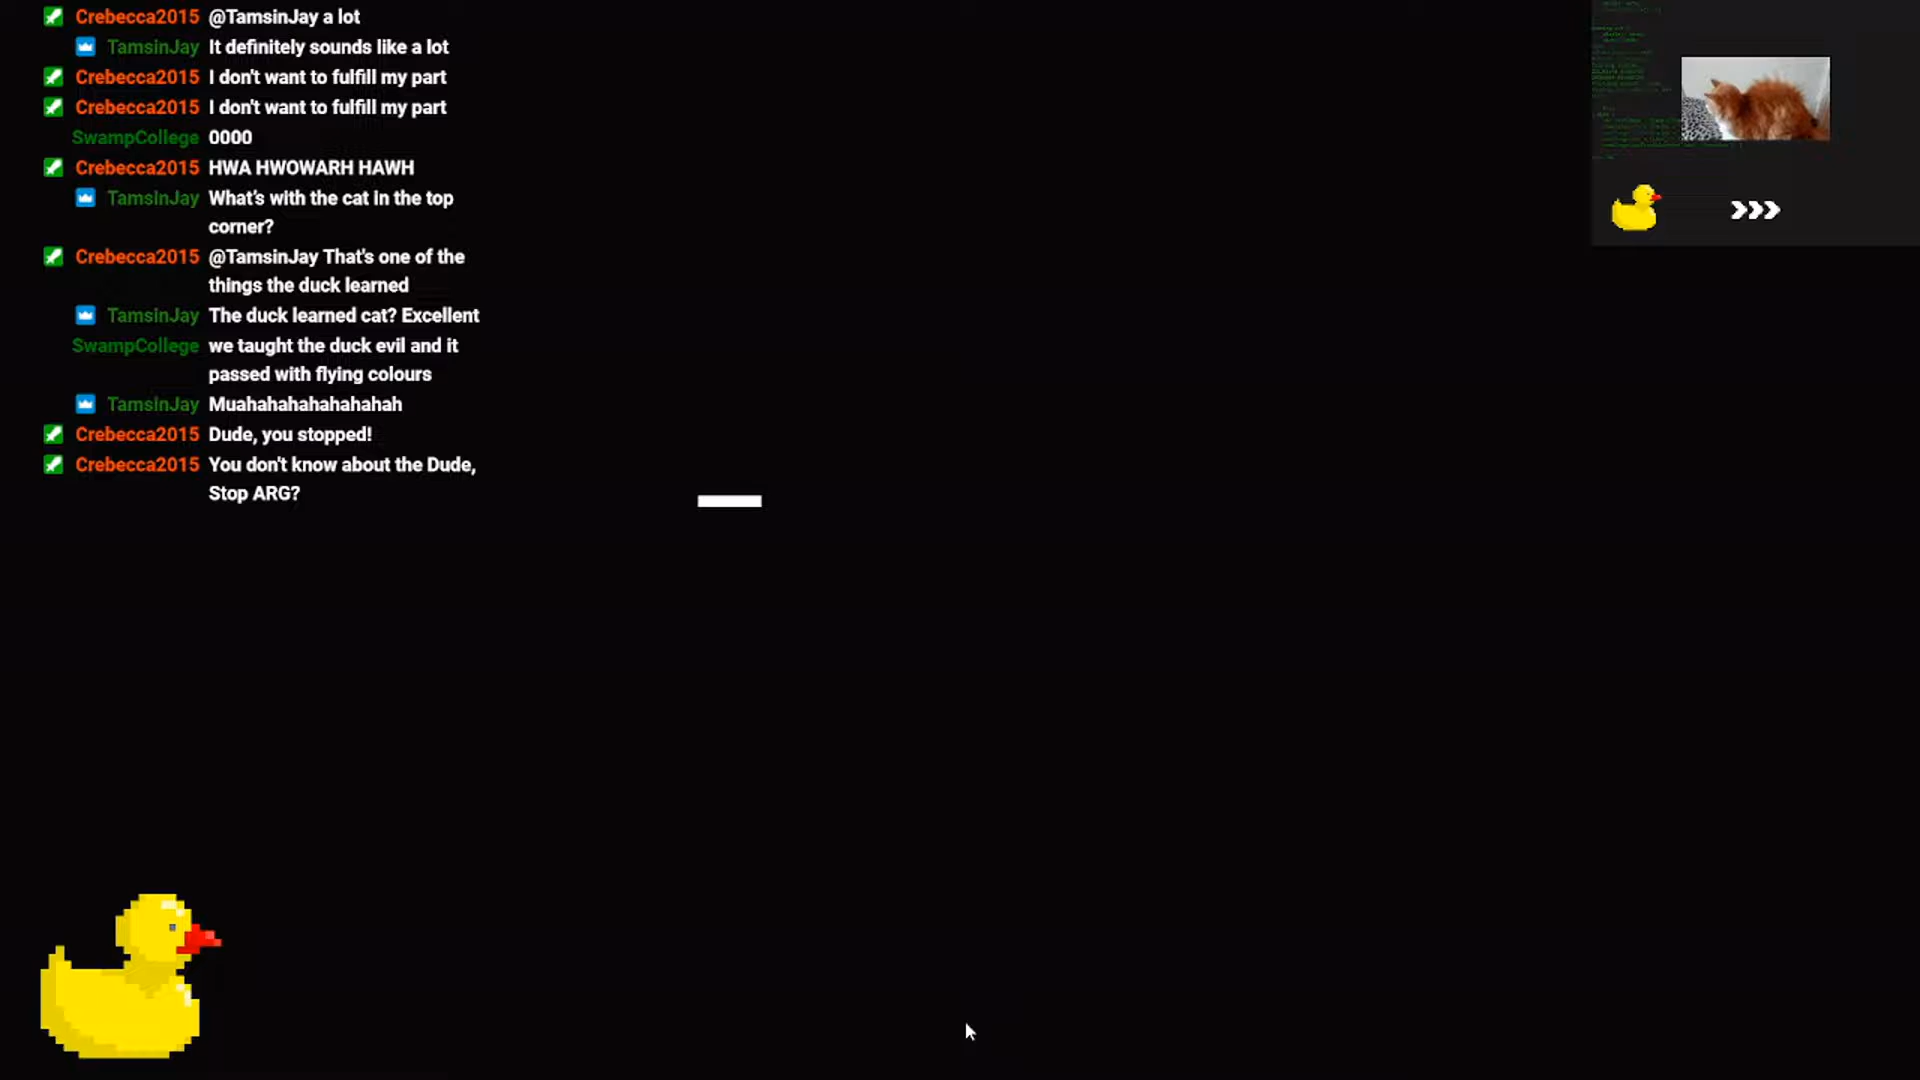 Crebecca2015 @TamsinJay a lot
TamsinJay It definitely sounds like a lot
Crebecca2015 I don't want to fulfill my part
Crebecca2015 I don't want to fulfill my part
SwampCollege 0000
Crebecca2015 HWA HWOWARH HAWH
TamsinJay What's with the cat in the top
corner?
Crebecca2015 @TamsinJay That's one of the
things the duck learned
TamsinJay The duck learned cat? Excellent
SwampCollege we taught the duck evil and it
passed with flying colours
TamsinJay Muahahahahahahahah
Crebecca2015 Dude, you stopped!
Crebecca2015 You don't know about the Dude,
Stop ARG?